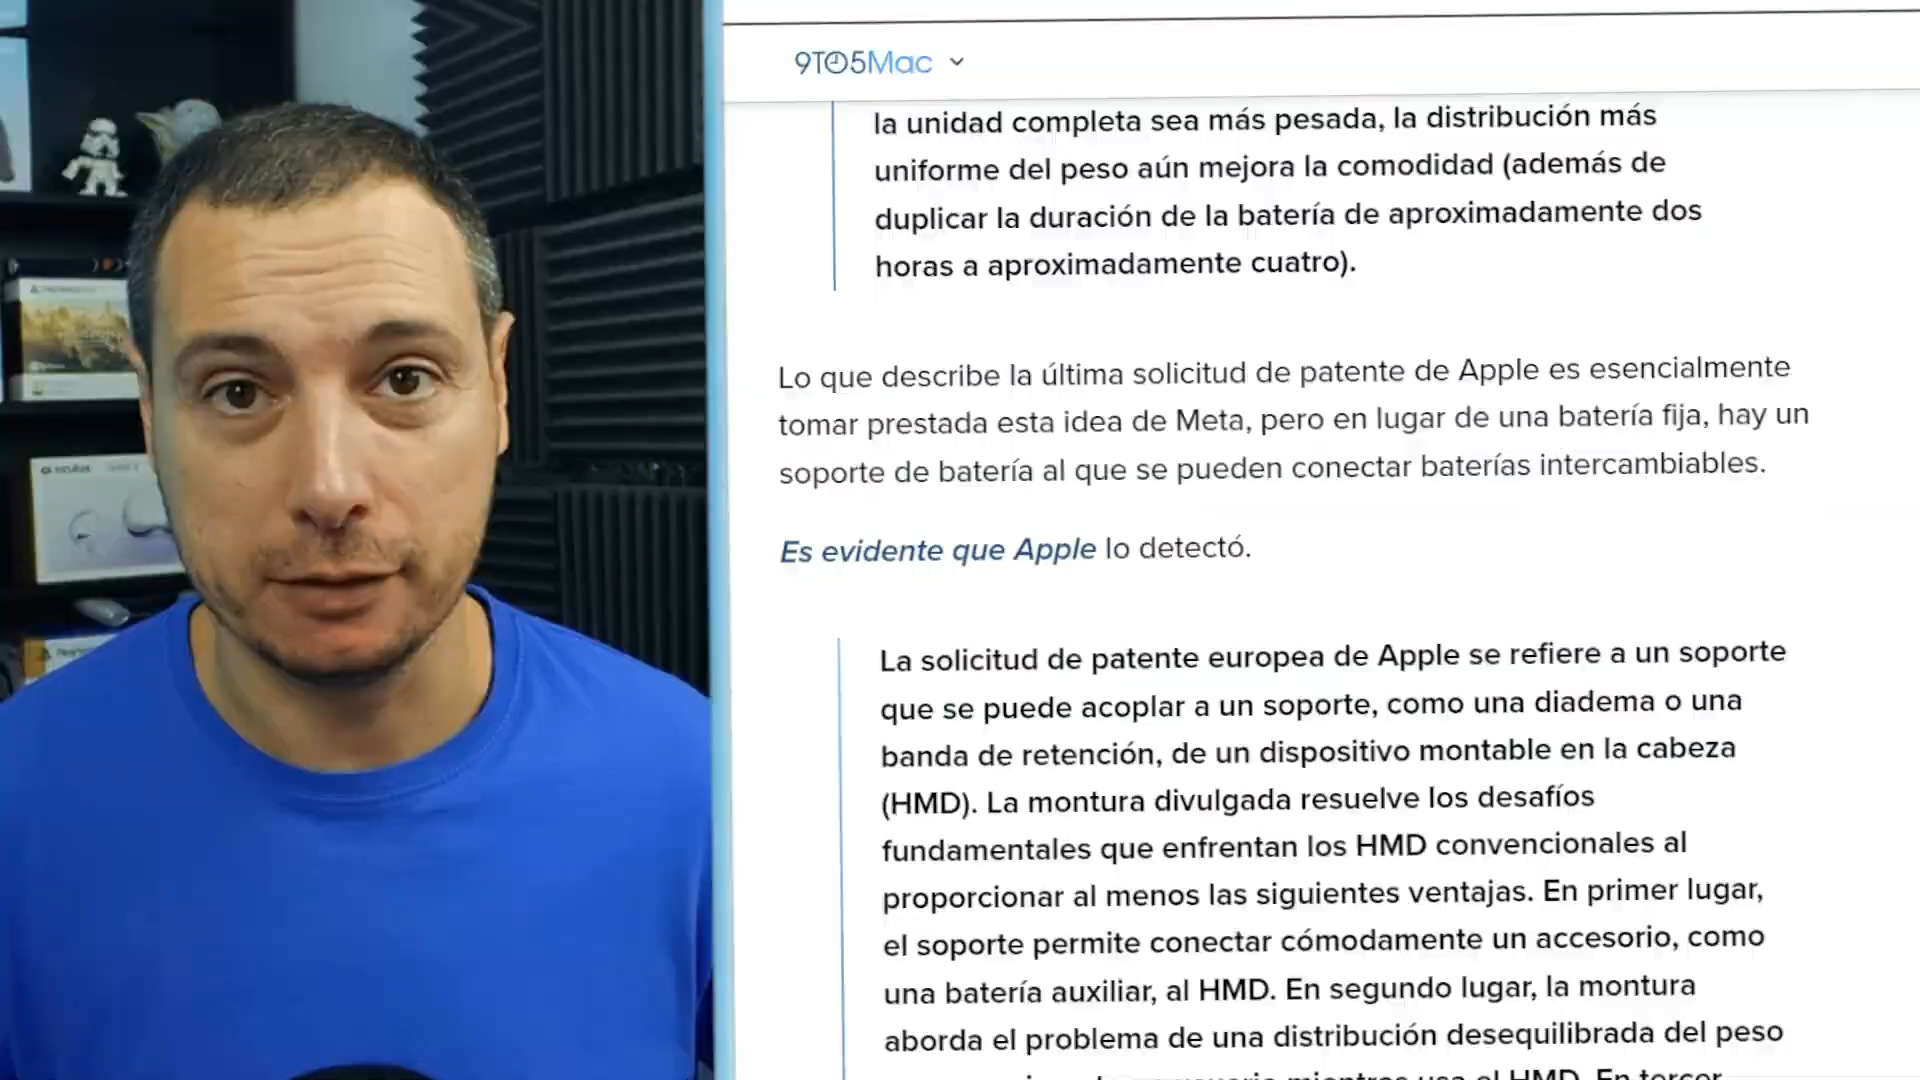 9TO5Mac
la unidad completa sea más pesada, la distribución más
uniforme del peso aún mejora la comodidad (además de
duplicar la duración de la batería de aproximadamente dos
horas a aproximadamente cuatro).
Lo que describe la última solicitud de patente de Apple es esencialmente
tomar prestada esta idea de Meta, pero en lugar de una batería fija, hay un
soporte de batería al que se pueden conectar baterías intercambiables.
Es evidente que Apple lo detectó.
La solicitud de patente europea de Apple se refiere a un soporte
que se puede acoplar a un soporte, como una diadema o una
banda de retención, de un dispositivo montable en la cabeza
(HMD). La montura divulgada resuelve los desafíos
fundamentales que enfrentan los HMD convencionales al
proporcionar al menos las siguientes ventajas. En primer lugar,
el soporte permite conectar cómodamente un accesorio, como
una batería auxiliar, al HMD. En segundo lugar, la montura
aborda el problema de una distribución desequilibrada del peso
usuario mientras usa el HMD. En tercer
oculus